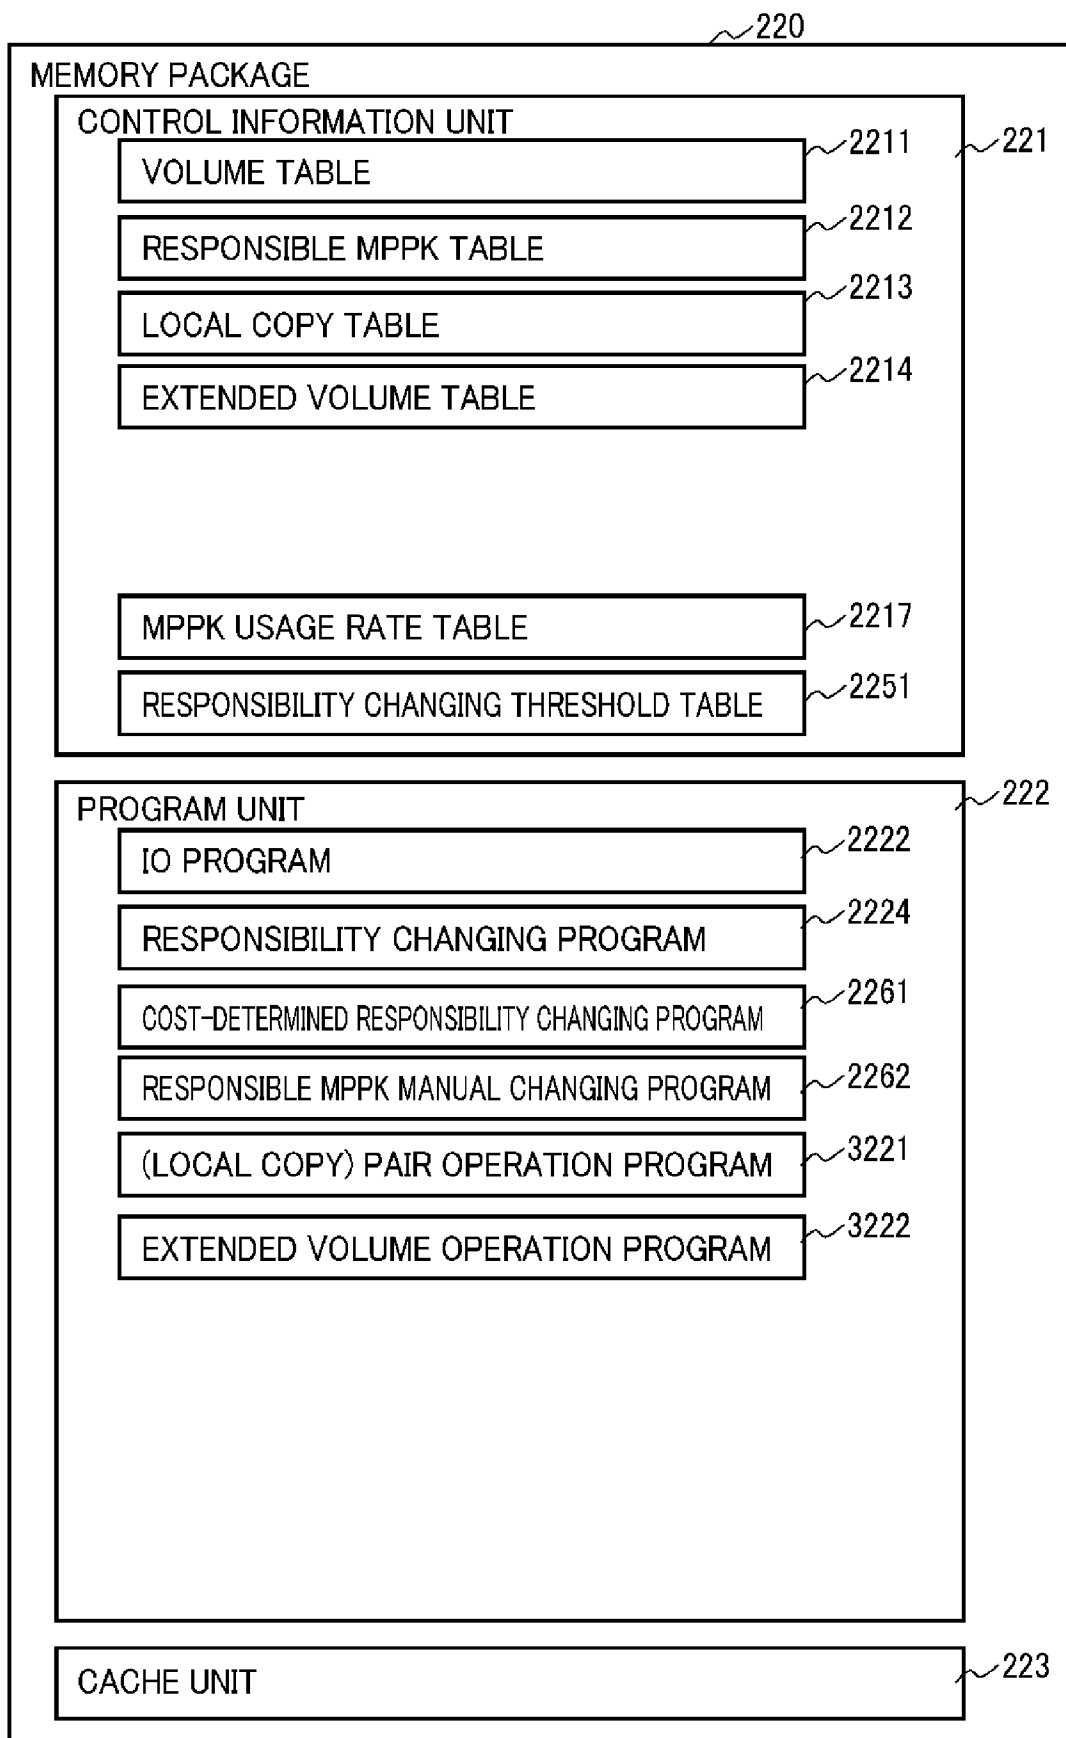 220
MEMORY PACKAGE
CONTROL INFORMATION UNIT
221
VOLUME TABLE
2211
RESPONSIBLE MPPK TABLE
2212
LOCAL COPY TABLE
2213
EXTENDED VOLUME TABLE
2214
MPPK USAGE RATE TABLE
2217
RESPONSIBILITY CHANGING THRESHOLD TABLE
2251
PROGRAM UNIT
222
IO PROGRAM
2222
RESPONSIBILITY CHANGING PROGRAM
2224
COST-DETERMINED RESPONSIBILITY CHANGING PROGRAM
2261
RESPONSIBLE MPPK MANUAL CHANGING PROGRAM
2262
(LOCAL COPY) PAIR OPERATION PROGRAM
3221
EXTENDED VOLUME OPERATION PROGRAM
3222
CACHE UNIT
223